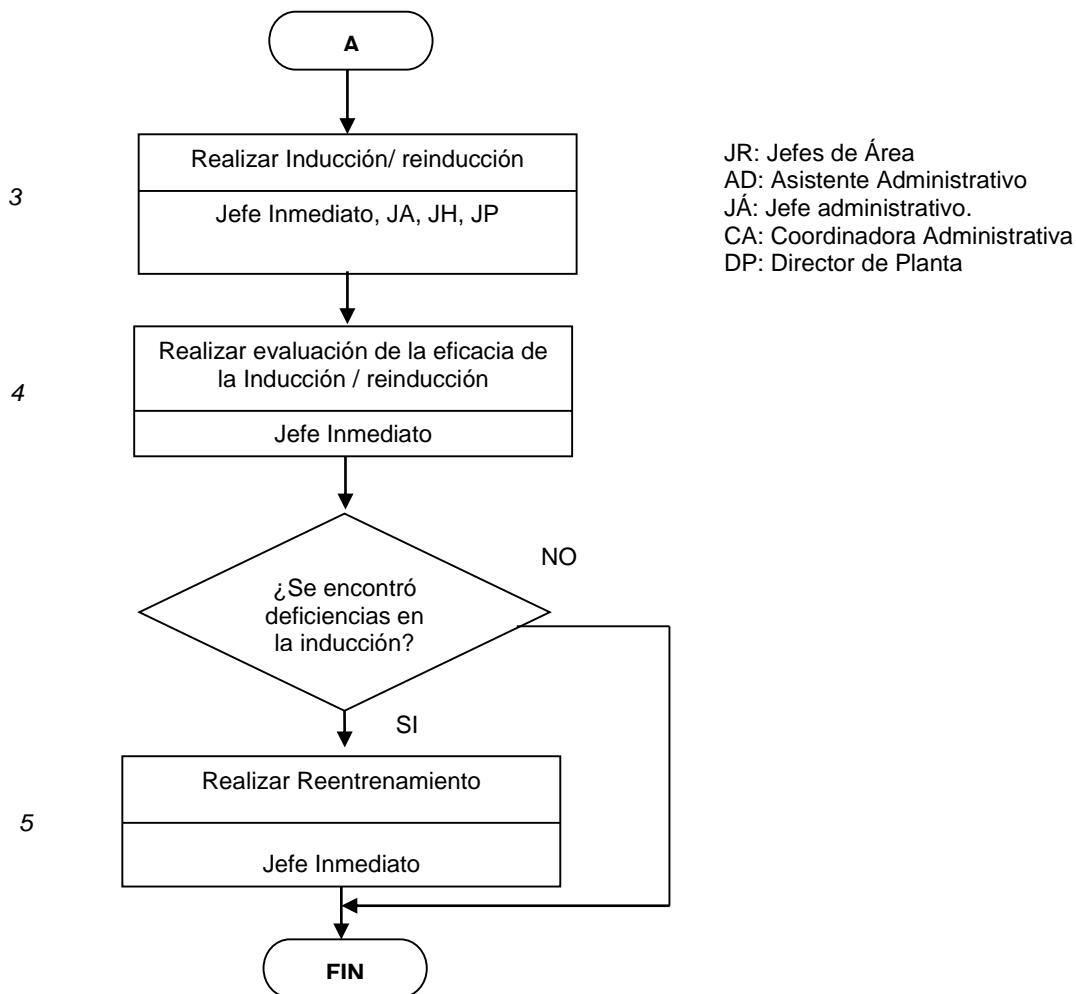 A
Realizar Inducción/ reinducción
3
Jefe Inmediato, JA, JH, JP
JR: Jefes de Área
AD: Asistente Administrativo
JÁ: Jefe administrativo.
CA: Coordinadora Administrativa
DP: Director de Planta
Realizar evaluación de la eficacia de
la Inducción / reinducción
4
Jefe Inmediato
¿Se encontró
deficiencias en
la inducción?
NO
SI
Realizar Reentrenamiento
5
Jefe Inmediato
FIN